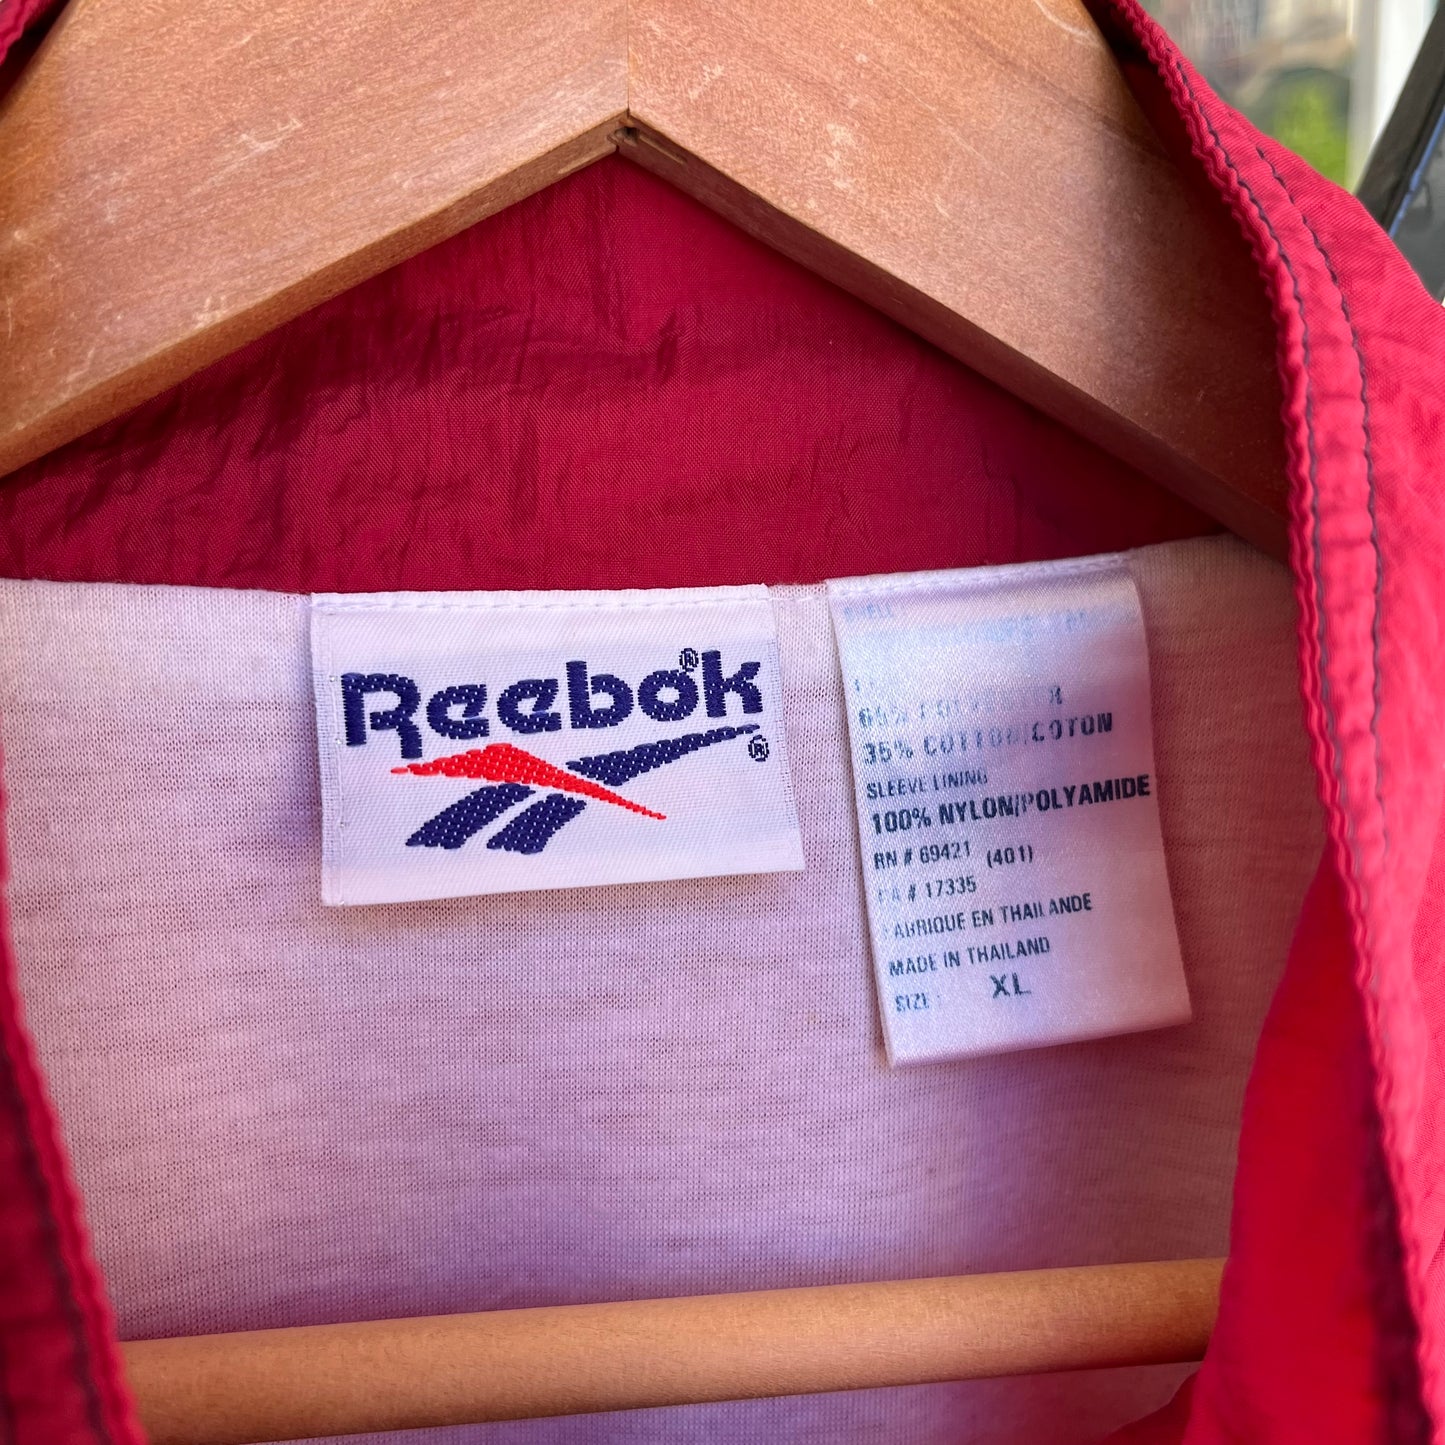 Reebok®
®
35% COTTON/COTON
SLEEVE LINING
100% NYLON/POLYAMIDE
RN # 69421 (401)
CA # 17335
FABRIQUE EN THAILANDE
MADE IN THAILAND
SIZE : XL